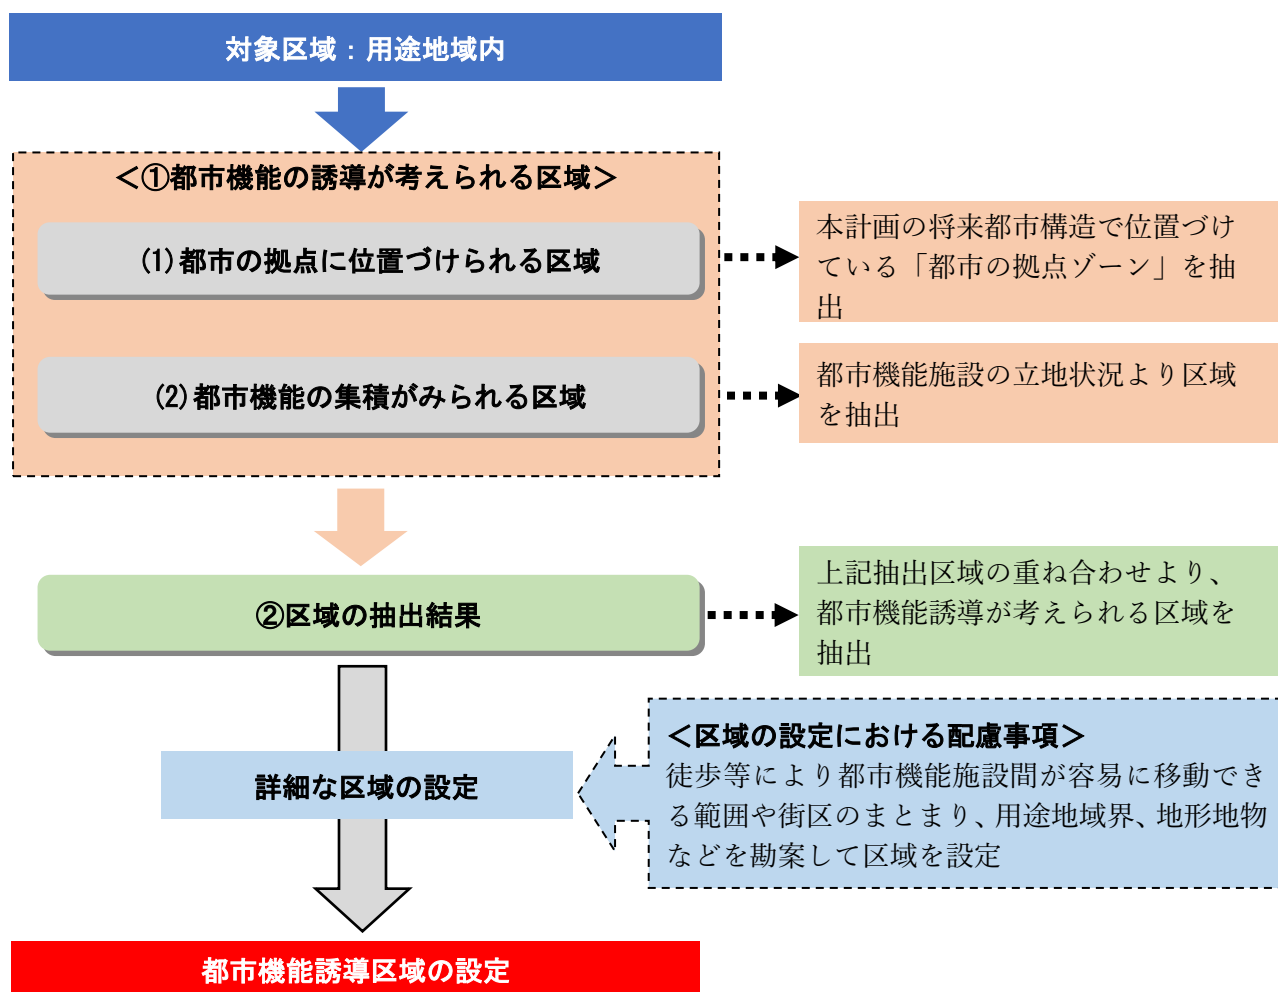 対象区域：用途地域内
＜①都市機能の誘導が考えられる区域＞
(1)都市の拠点に位置づけられる区域
本計画の将来都市構造で位置づけ
ている「都市の拠点ゾーン」を抽
出
(2)都市機能の集積がみられる区域
都市機能施設の立地状況より区域
を抽出
②区域の抽出結果
上記抽出区域の重ね合わせより、
都市機能誘導が考えられる区域を
抽出
詳細な区域の設定
＜区域の設定における配慮事項＞
徒歩等により都市機能施設間が容易に移動でき
る範囲や街区のまとまり、用途地域界、地形地物
などを勘案して区域を設定
都市機能誘導区域の設定